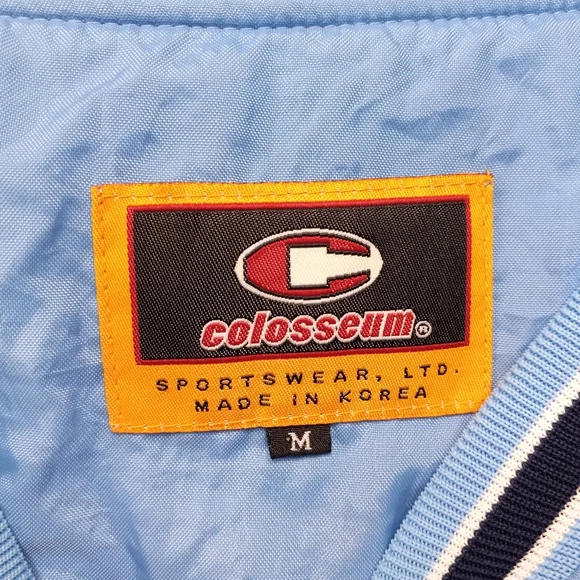 C
colosseum®
SPORTSWEAR, LTD.
MADE IN KOREA
M